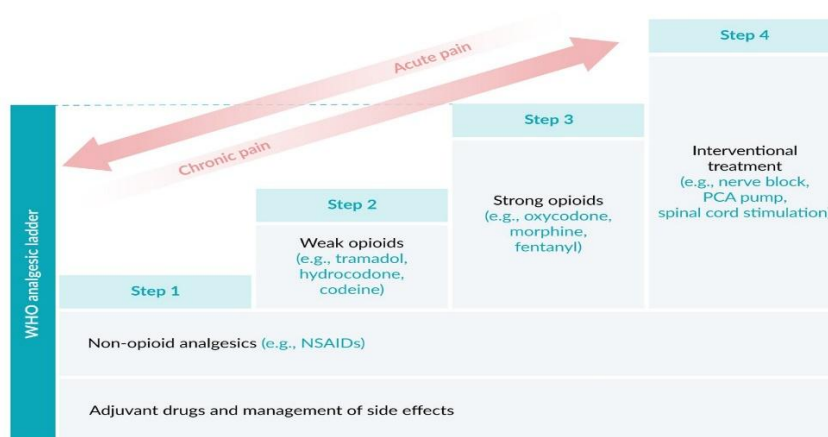 Step 4
Acute pain
Step 3
Chronic pain
Interventional
treatment
(e.g., nerve block,
PCA pump,
spinal cord stimulation)
Step 2
Strong opioids
(e.g., oxycodone,
morphine,
fentanyl)
WHO analgesic ladder
Weak opioids
(e.g., tramadol,
hydrocodone,
codeine)
Step 1
Non-opioid analgesics (e.g., NSAIDs)
Adjuvant drugs and management of side effects